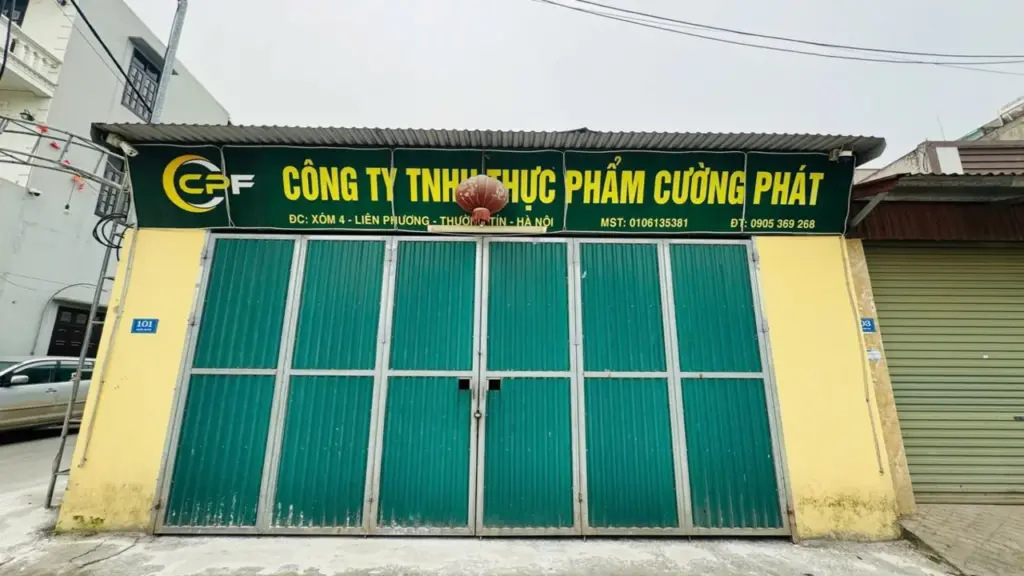 CPF
CÔNG TY TNHH THỰC PHẨM CƯỜNG PHÁT
ĐC: XÓM 4 - LIÊN PHƯƠNG - THƯỜNG TÍN - HÀ NỘI MST: 0106135381 ĐT: 0905 369 268
101